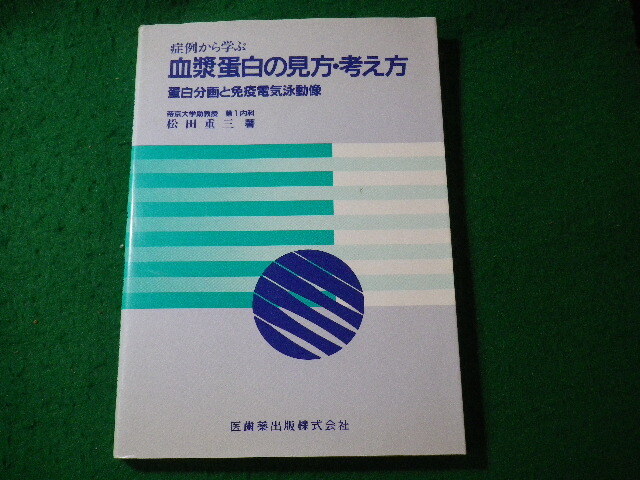 症例から学ぶ
血漿蛋白の見方・考え方
蛋白分画と免疫電気泳動像
帝京大学助教授 第1内科
松田重三 著
医歯薬出版株式会社